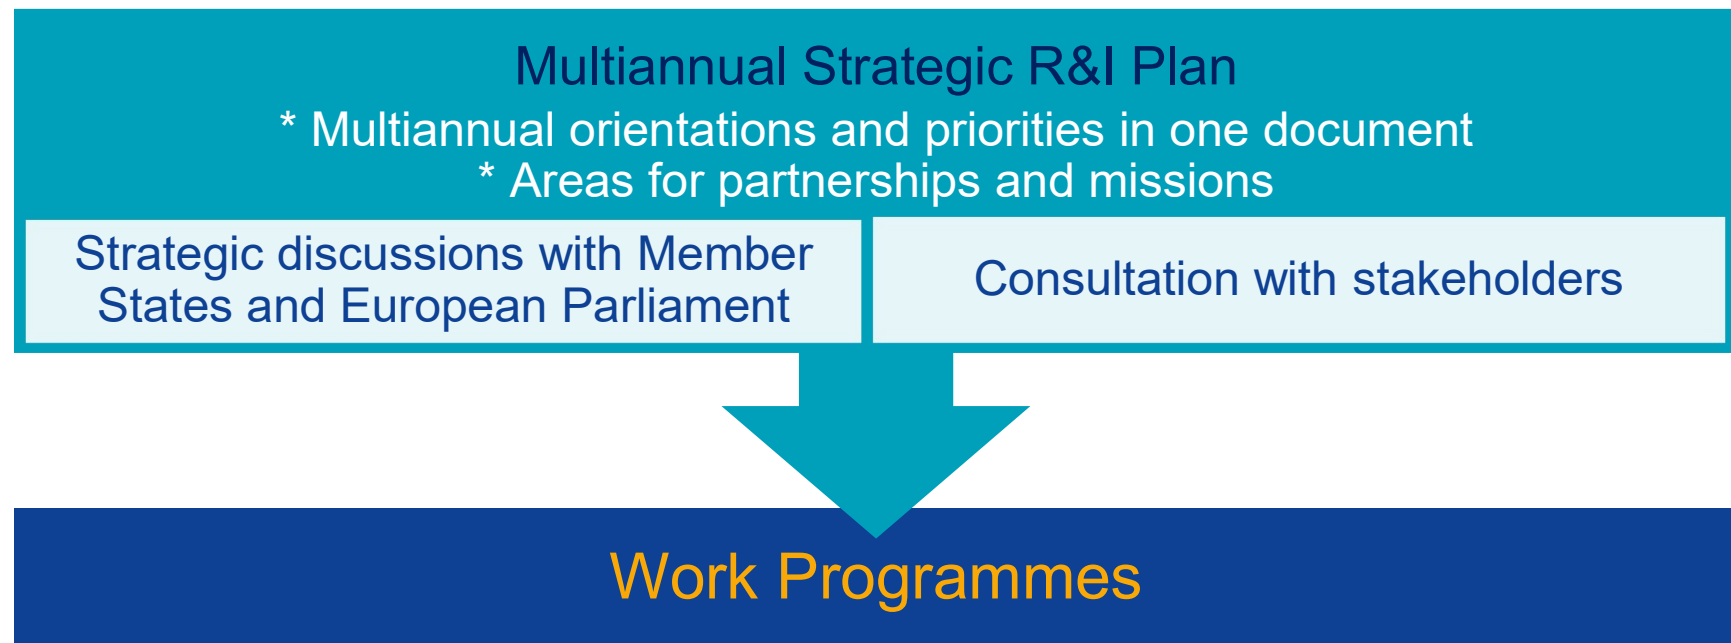 Multiannual Strategic R&I Plan
* Multiannual orientations and priorities in one document
* Areas for partnerships and missions
Strategic discussions with Member
States and European Parliament
Consultation with stakeholders
Work Programmes